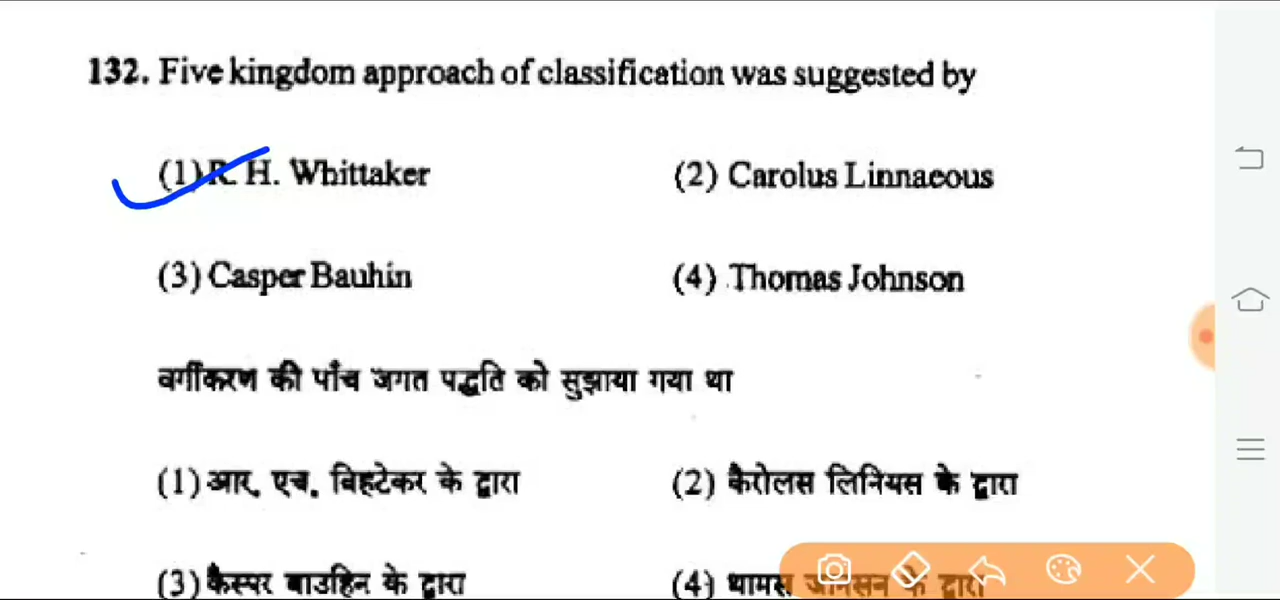 132. Five kingdom approach of classification was suggested by
(1) R. H. Whittaker (2) Carolus Linnaeous
(3) Casper Bauhin (4) Thomas Johnson
वर्गीकरण की पाँच जगत पद्धति को सुझाया गया था
(1) आर. एच. विहटेकर के द्वारा (2) कैरोलस लिनियस के द्वारा
(3) कैस्पर बाउहिन के द्वारा (4) थामस जॉनसन के द्वारा